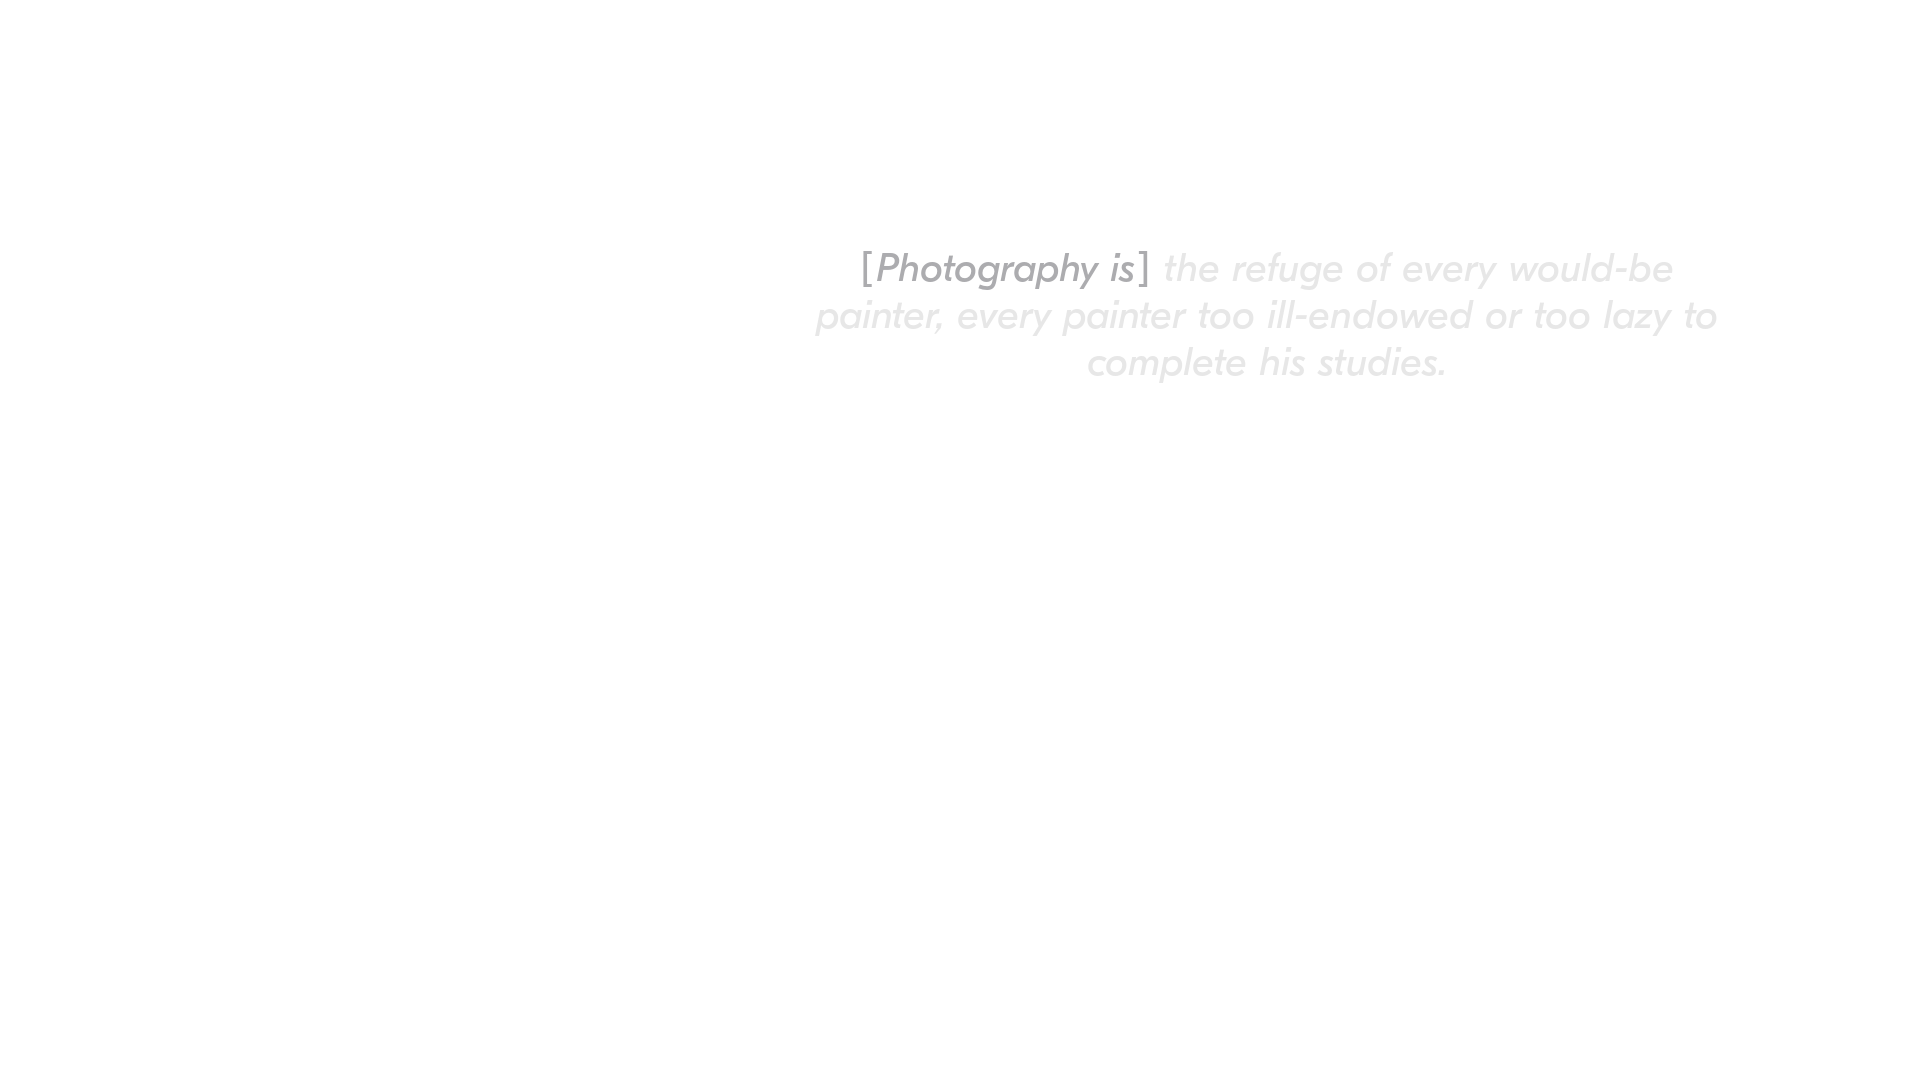 [Photography is] the refuge of every would-be
painter, every painter too ill-endowed or too lazy to
complete his studies.